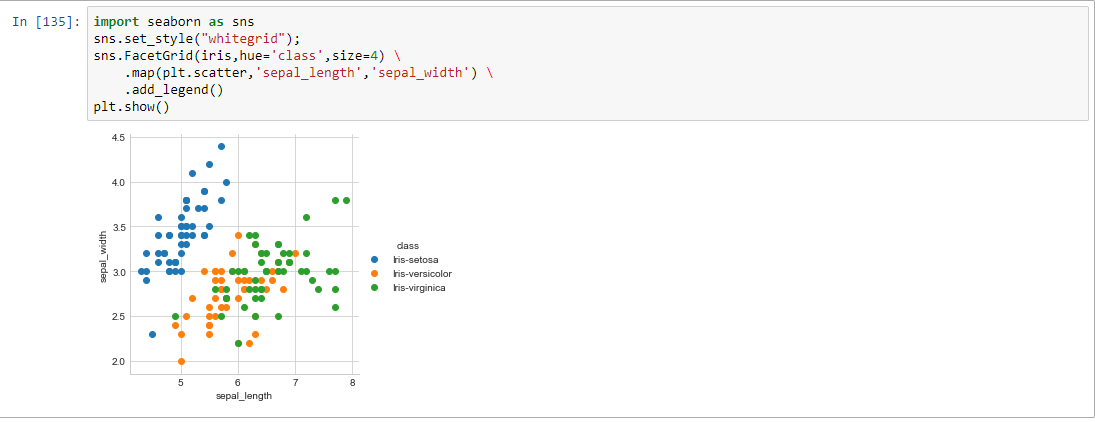 In [135]:
import seaborn as sns
sns.set_style("whitegrid");
sns.FacetGrid(iris,hue='class',size=4) \
    .map(plt.scatter,'sepal_length','sepal_width') \
    .add_legend()
plt.show()
4.5
4.0
3.5
3.0
2.5
2.0
sepal_width
5 6 7 8
sepal_length
class
Iris-setosa
Iris-versicolor
Iris-virginica